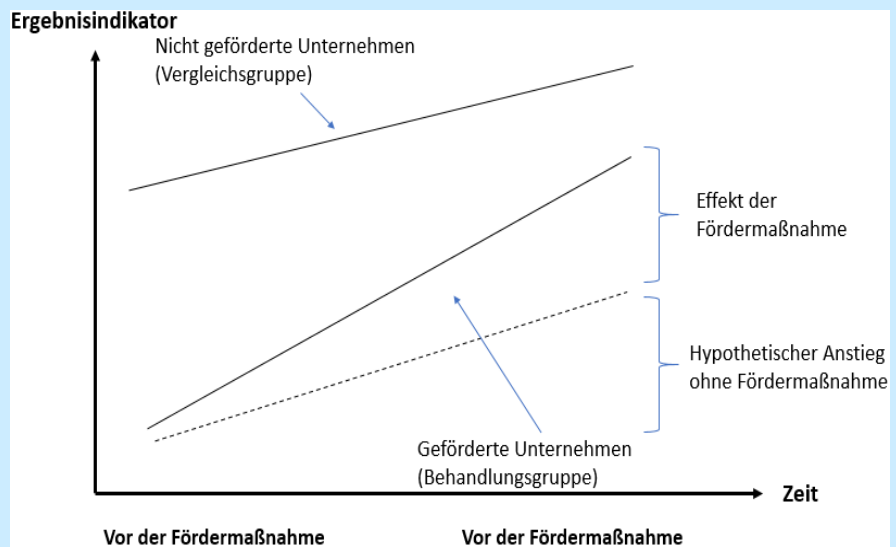 Ergebnisindikator
Nicht geförderte Unternehmen
(Vergleichsgruppe)
Effekt der
Fördermaßnahme
Hypothetischer Anstieg
ohne Fördermaßnahme
Geförderte Unternehmen
(Behandlungsgruppe)
Zeit
Vor der Fördermaßnahme
Vor der Fördermaßnahme